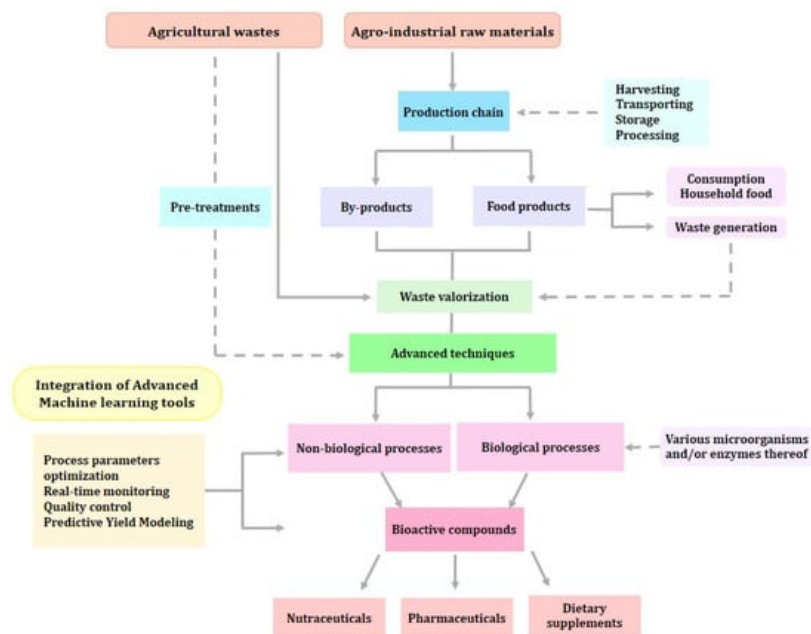 Agricultural wastes
Agro-industrial raw materials
Production chain
Harvesting
Transporting
Storage
Processing
Pre-treatments
By-products
Food products
Consumption
Household food
Waste generation
Waste valorization
Advanced techniques
Integration of Advanced
Machine learning tools
Process parameters
optimization
Real-time monitoring
Quality control
Predictive Yield Modeling
Non-biological processes
Biological processes
Various microorganisms
and/or enzymes thereof
Bioactive compounds
Nutraceuticals
Pharmaceuticals
Dietary
supplements